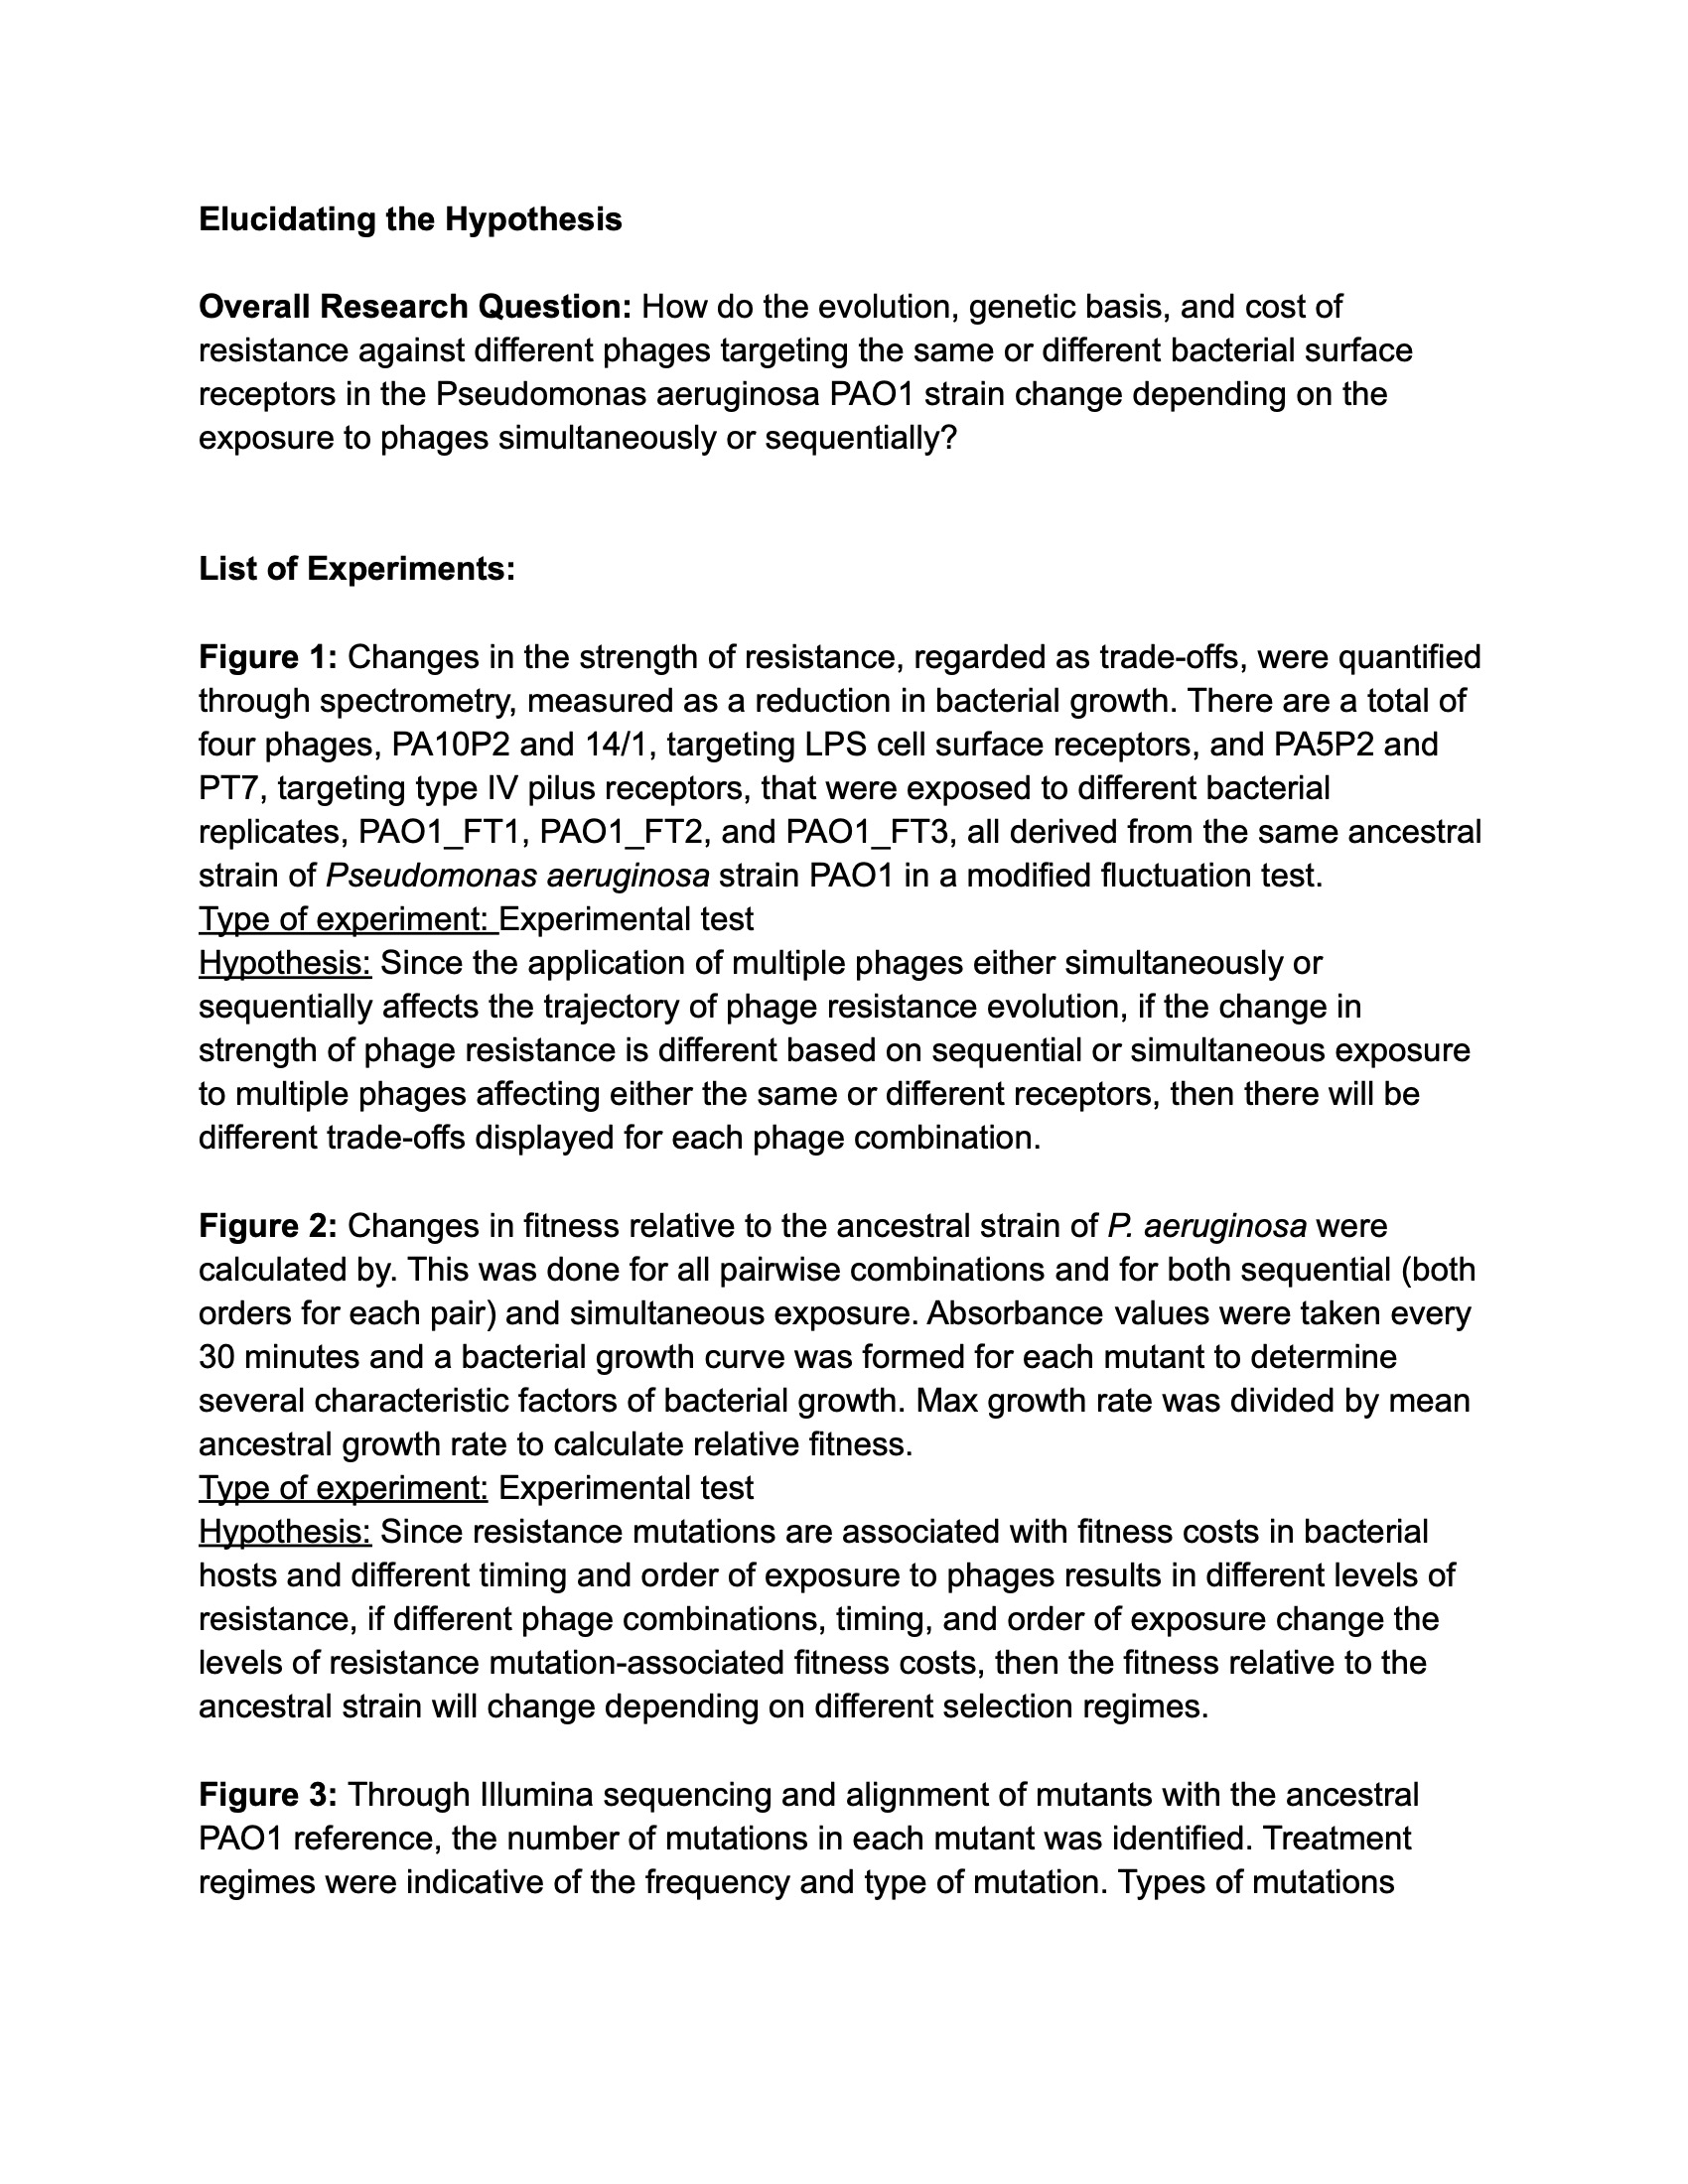 Elucidating the Hypothesis
Overall Research Question: How do the evolution, genetic basis, and cost of
resistance against different phages targeting the same or different bacterial surface
receptors in the Pseudomonas aeruginosa PAO1 strain change depending on the
exposure to phages simultaneously or sequentially?
List of Experiments:
Figure 1: Changes in the strength of resistance, regarded as trade-offs, were quantified
through spectrometry, measured as a reduction in bacterial growth. There are a total of
four phages, PA10P2 and 14/1, targeting LPS cell surface receptors, and PA5P2 and
PT7, targeting type IV pilus receptors, that were exposed to different bacterial
replicates, PAO1_FT1, PAO1_FT2, and PAO1_FT3, all derived from the same ancestral
strain of Pseudomonas aeruginosa strain PAO1 in a modified fluctuation test.
Type of experiment: Experimental test
Hypothesis: Since the application of multiple phages either simultaneously or
sequentially affects the trajectory of phage resistance evolution, if the change in
strength of phage resistance is different based on sequential or simultaneous exposure
to multiple phages affecting either the same or different receptors, then there will be
different trade-offs displayed for each phage combination.
Figure 2: Changes in fitness relative to the ancestral strain of P. aeruginosa were
calculated by. This was done for all pairwise combinations and for both sequential (both
orders for each pair) and simultaneous exposure. Absorbance values were taken every
30 minutes and a bacterial growth curve was formed for each mutant to determine
several characteristic factors of bacterial growth. Max growth rate was divided by mean
ancestral growth rate to calculate relative fitness.
Type of experiment: Experimental test
Hypothesis: Since resistance mutations are associated with fitness costs in bacterial
hosts and different timing and order of exposure to phages results in different levels of
resistance, if different phage combinations, timing, and order of exposure change the
levels of resistance mutation-associated fitness costs, then the fitness relative to the
ancestral strain will change depending on different selection regimes.
Figure 3: Through Illumina sequencing and alignment of mutants with the ancestral
PAO1 reference, the number of mutations in each mutant was identified. Treatment
regimes were indicative of the frequency and type of mutation. Types of mutations